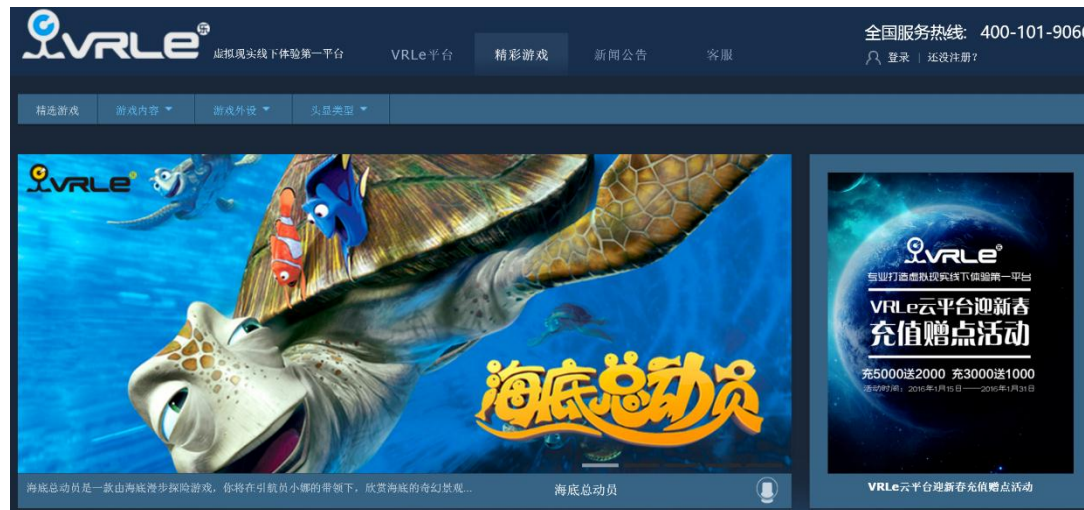 VRLe®乐
虚拟现实线下体验第一平台
VRLe平台
精彩游戏
新闻公告
客服
全国服务热线: 400-101-906
登录 | 还没注册?
精选游戏
游戏内容
游戏外设
头显类型
VRLe
海底总动员
海底总动员是一款由海底漫步探险游戏，你将在引航员小娜的带领下，欣赏海底的奇幻景观...
海底总动员
VRLe®
专业打造虚拟现实线下体验第一平台
VRLe云平台迎新春
充值赠点活动
充5000送2000 充3000送1000
活动时间：2016年1月15日——2016年1月31日
VRLe云平台迎新春充值赠点活动